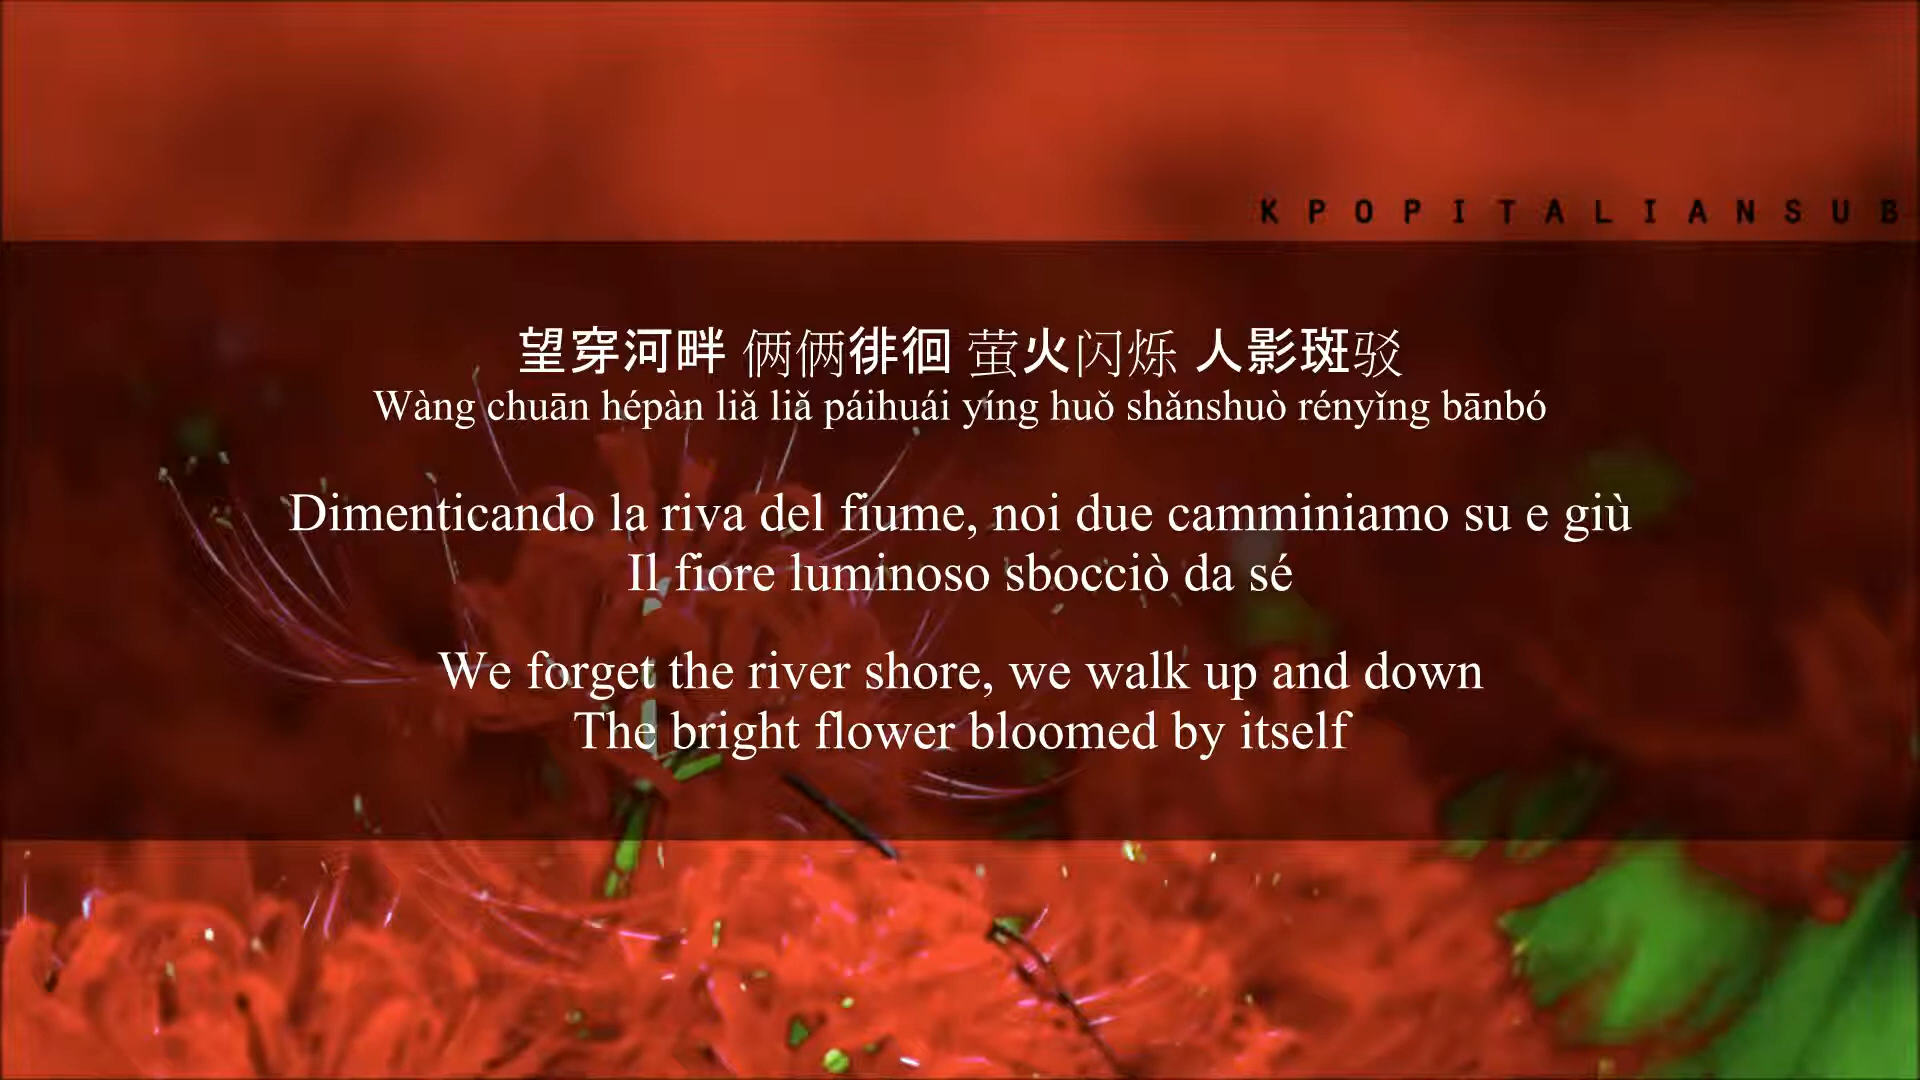 KPOPITALIANSUB
望穿河畔 俩俩徘徊 萤火闪烁 人影斑驳
Wàng chuān hépàn liǎ liǎ páihuái yíng huǒ shǎnshuò rényǐng bānbó
Dimenticando la riva del fiume, noi due camminiamo su e giù
Il fiore luminoso sbocciò da sé
We forget the river shore, we walk up and down
The bright flower bloomed by itself